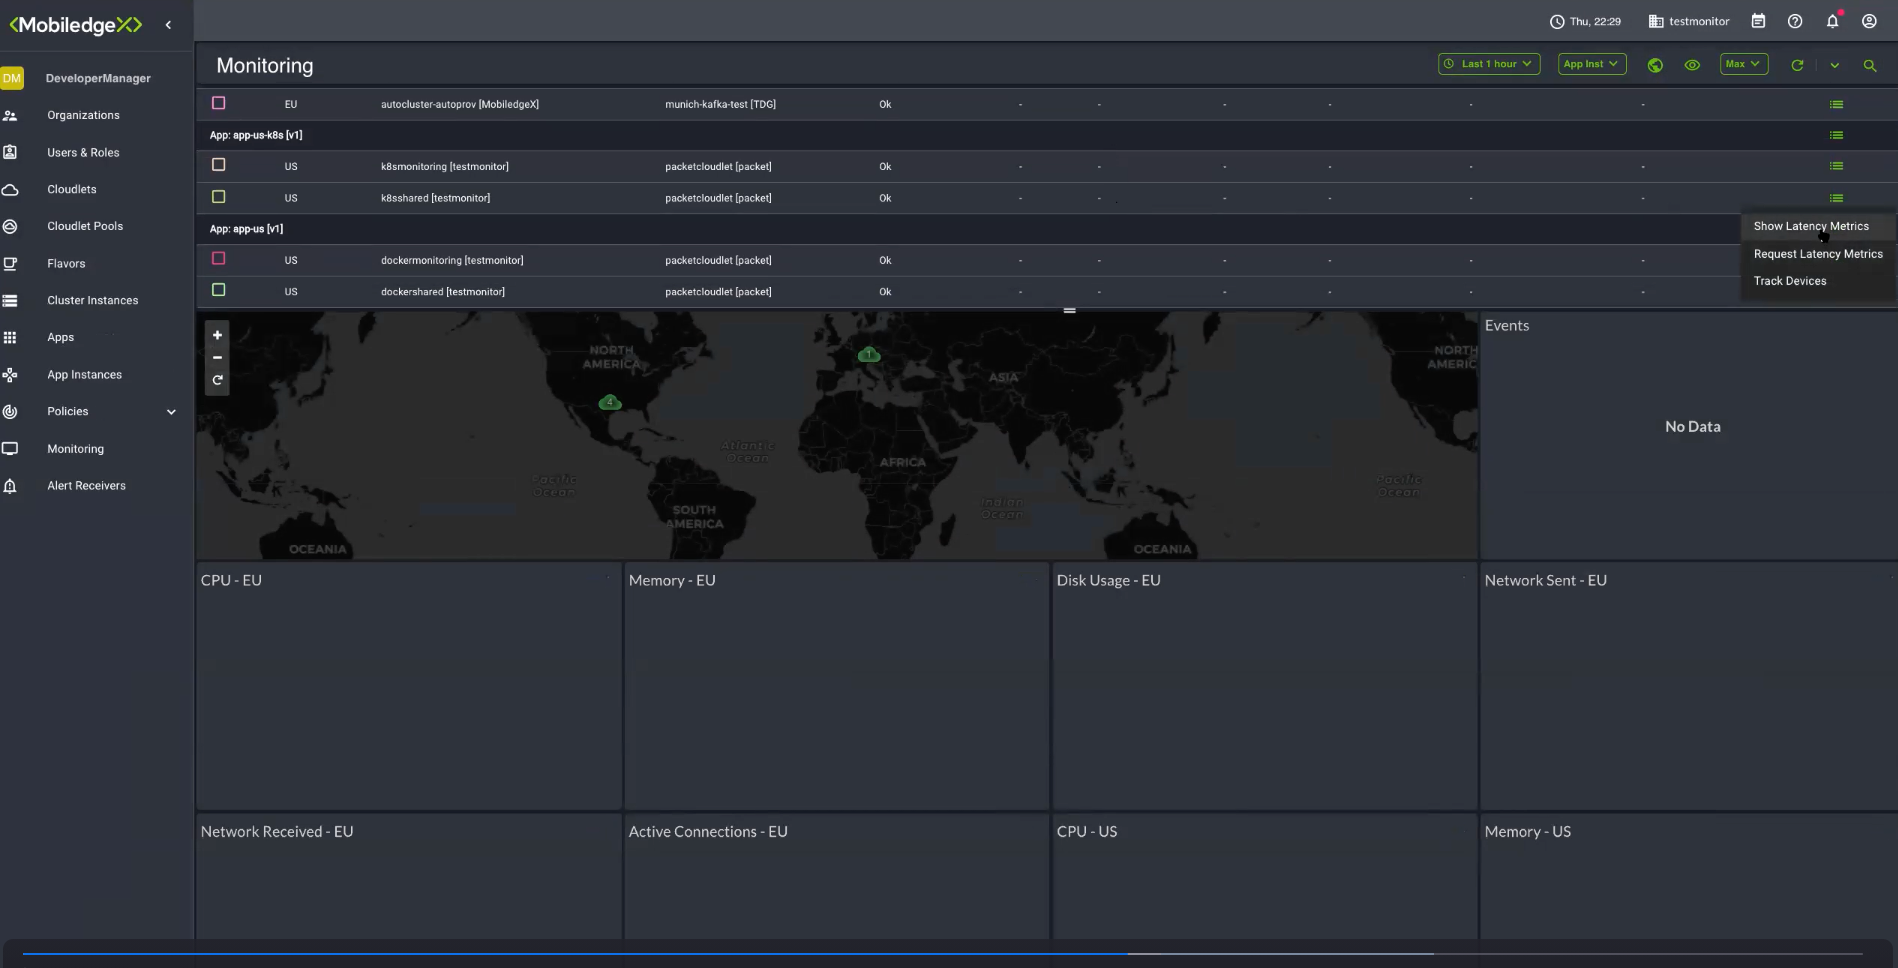 <MobiledgeX>
Thu, 22:29
testmonitor
DM
DeveloperManager
Organizations
Users & Roles
Cloudlets
Cloudlet Pools
Flavors
Cluster Instances
Apps
App Instances
Policies
Monitoring
Alert Receivers
Monitoring
Last 1 hour
App Inst
Max
EU autocluster-autoprov [MobiledgeX] munich-kafka-test [TDG] Ok - - - - - -
App: app-us-k8s [v1]
US k8smonitoring [testmonitor] packetcloudlet [packet] Ok - - - - - -
US k8sshared [testmonitor] packetcloudlet [packet] Ok - - - - - -
App: app-us [v1]
US dockermonitoring [testmonitor] packetcloudlet [packet] Ok - - - - - -
US dockershared [testmonitor] packetcloudlet [packet] Ok - - - - - -
Show Latency Metrics
Request Latency Metrics
Track Devices
+
−
NORTH
AMERICA
4
1
ASIA
NORTH
AMERIC
Atlantic
Ocean
AFRICA
Pacific
Ocean
Pacific
Ocean
Indian
Ocean
SOUTH
AMERICA
OCEANIA
OCEANIA
Events
No Data
CPU - EU
Memory - EU
Disk Usage - EU
Network Sent - EU
Network Received - EU
Active Connections - EU
CPU - US
Memory - US